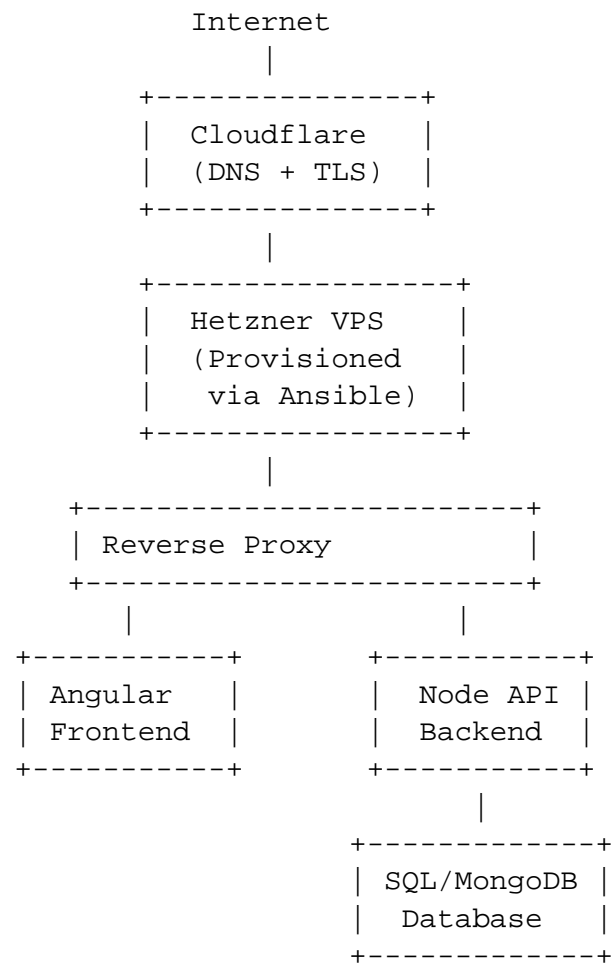 Internet
Cloudflare
(DNS + TLS)
Hetzner VPS
(Provisioned
via Ansible)
Reverse Proxy
Angular
Frontend
Node API
Backend
SQL/MongoDB
Database